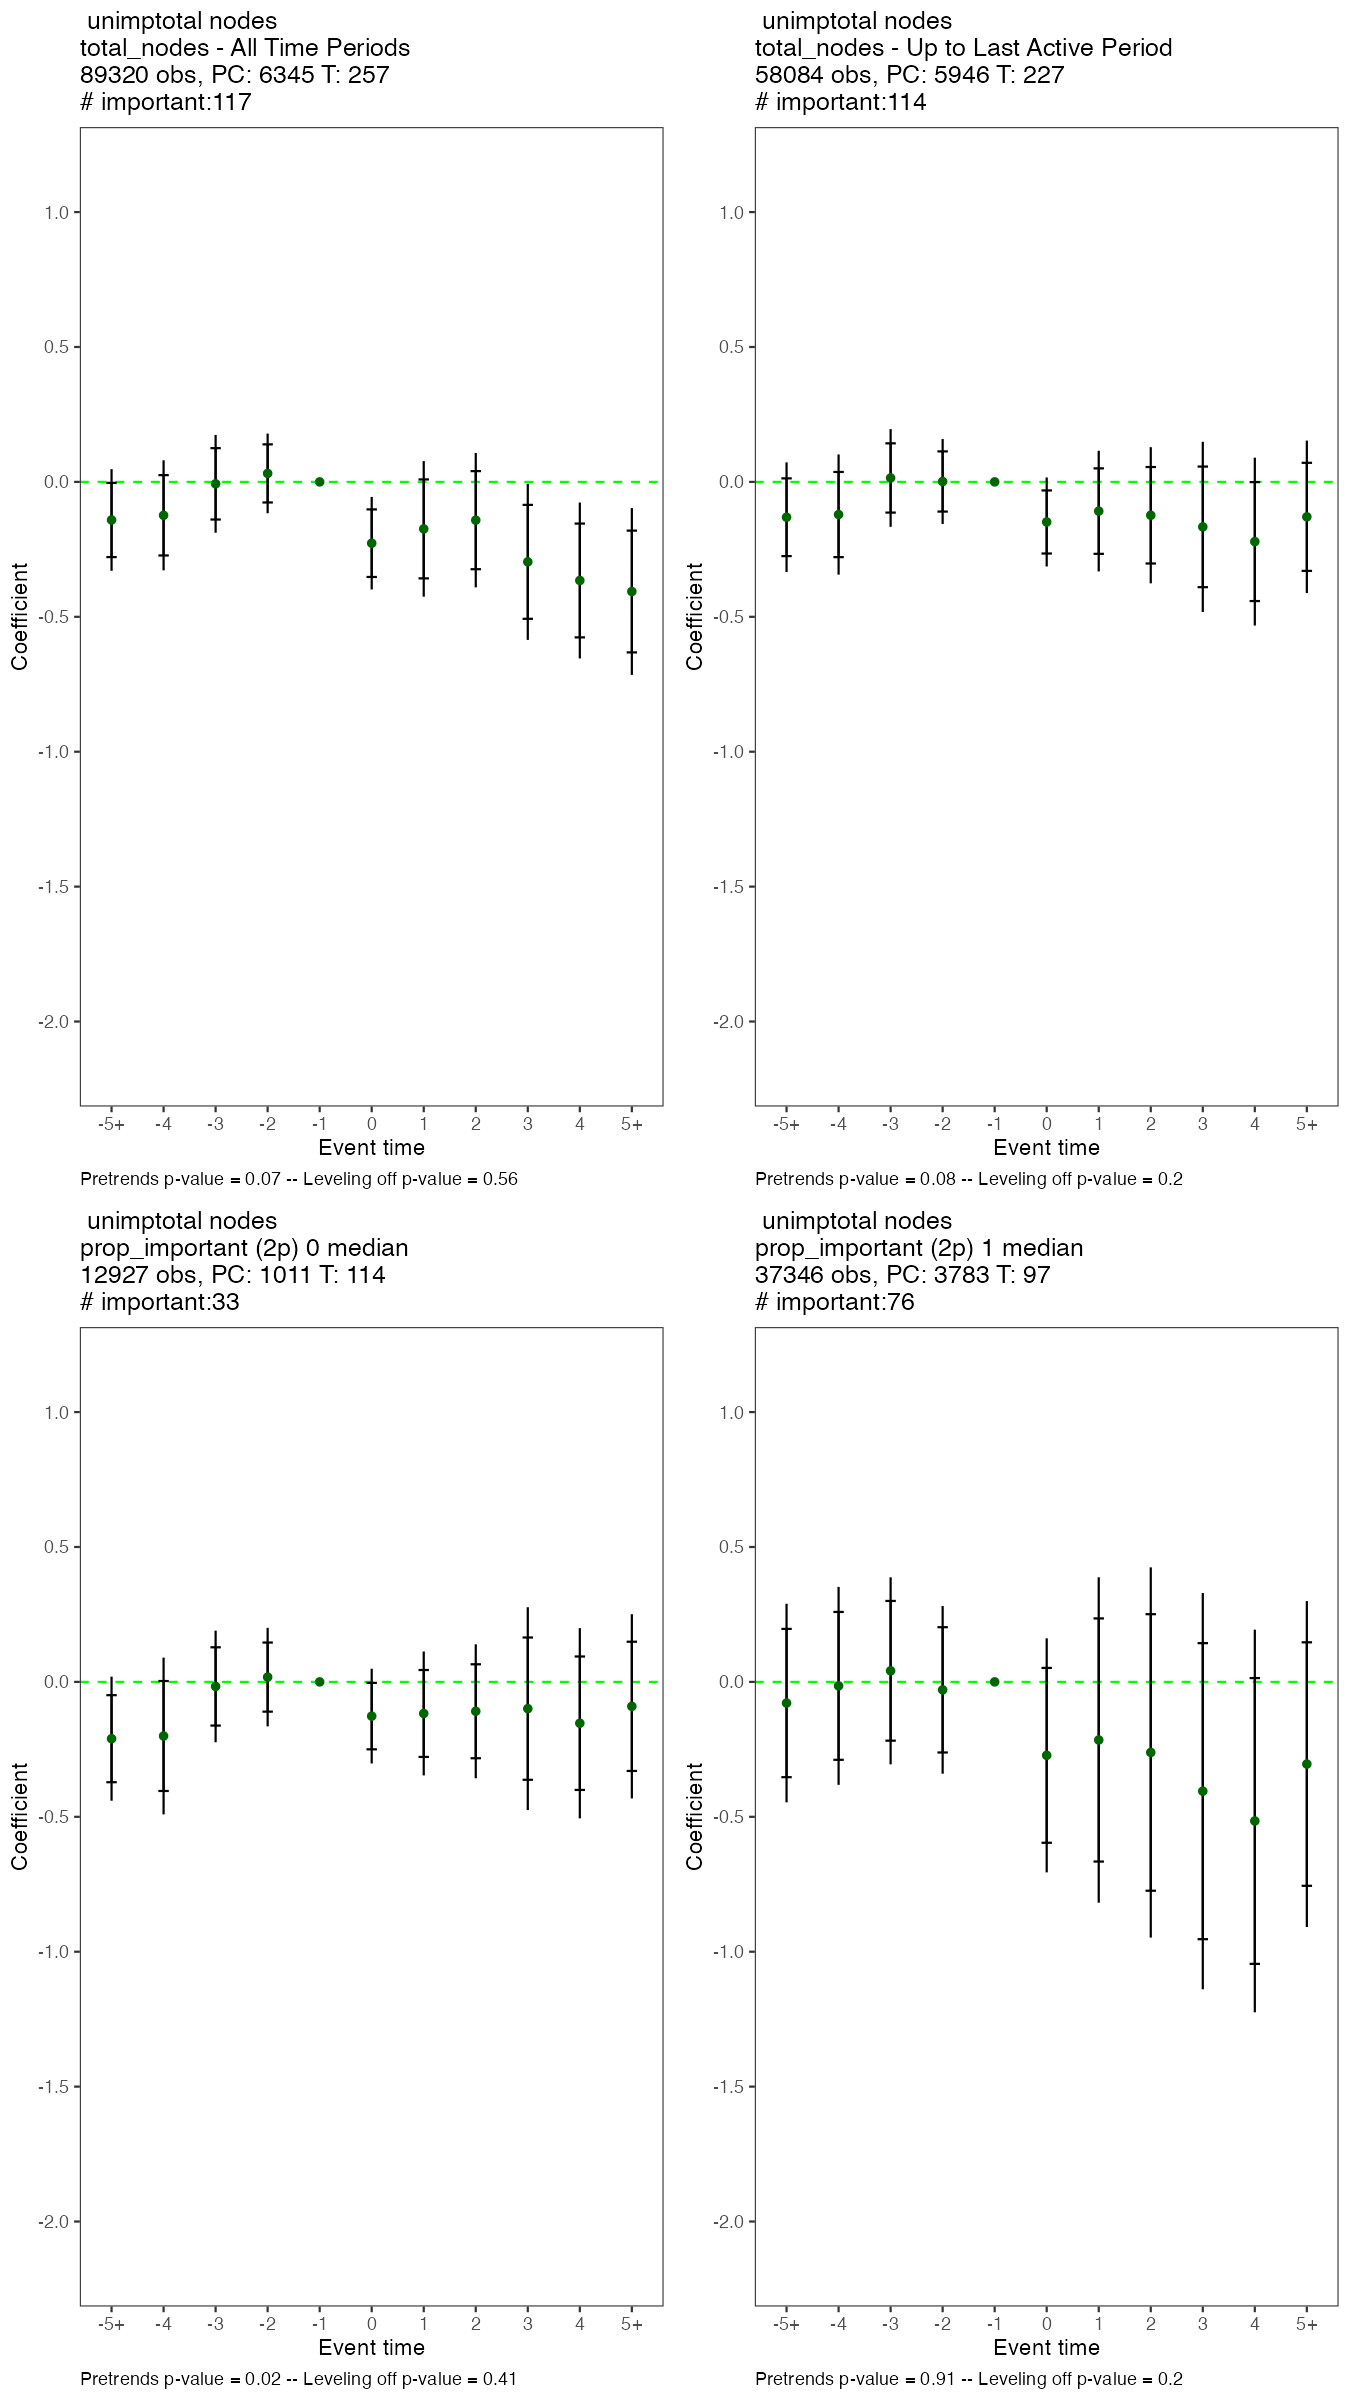 unimptotal nodes
total_nodes - All Time Periods
89320 obs, PC: 6345 T: 257
# important:117
1.0
0.5
0.0
-0.5
-1.0
-1.5
-2.0
Coefficient
-5+ -4 -3 -2 -1 0 1 2 3 4 5+
Event time
Pretrends p-value = 0.07 -- Leveling off p-value = 0.56
unimptotal nodes
total_nodes - Up to Last Active Period
58084 obs, PC: 5946 T: 227
# important:114
1.0
0.5
0.0
-0.5
-1.0
-1.5
-2.0
Coefficient
-5+ -4 -3 -2 -1 0 1 2 3 4 5+
Event time
Pretrends p-value = 0.08 -- Leveling off p-value = 0.2
unimptotal nodes
prop_important (2p) 0 median
12927 obs, PC: 1011 T: 114
# important:33
1.0
0.5
0.0
-0.5
-1.0
-1.5
-2.0
Coefficient
-5+ -4 -3 -2 -1 0 1 2 3 4 5+
Event time
Pretrends p-value = 0.02 -- Leveling off p-value = 0.41
unimptotal nodes
prop_important (2p) 1 median
37346 obs, PC: 3783 T: 97
# important:76
1.0
0.5
0.0
-0.5
-1.0
-1.5
-2.0
Coefficient
-5+ -4 -3 -2 -1 0 1 2 3 4 5+
Event time
Pretrends p-value = 0.91 -- Leveling off p-value = 0.2